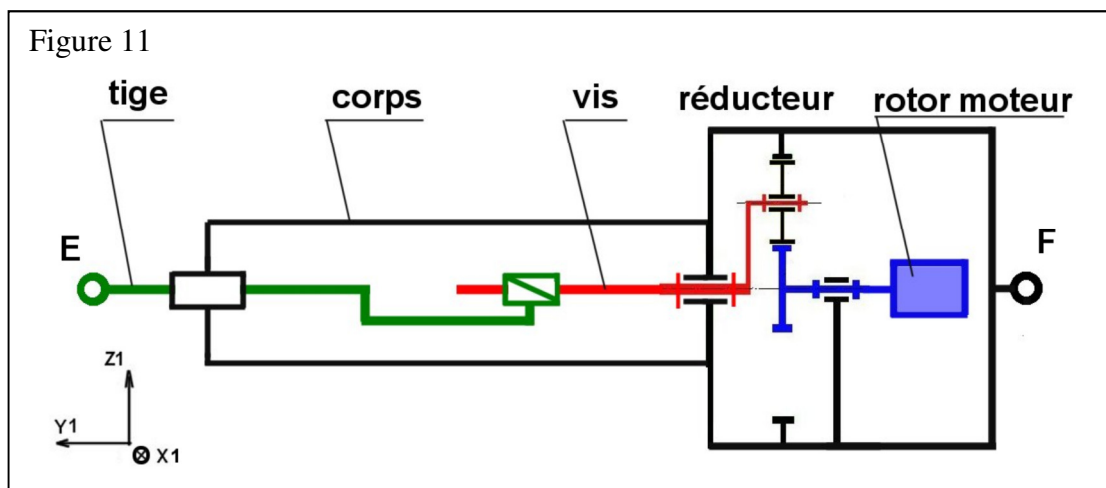 Figure 11
tige
corps
vis
réducteur
rotor moteur
E
F
Z1
Y1
X1